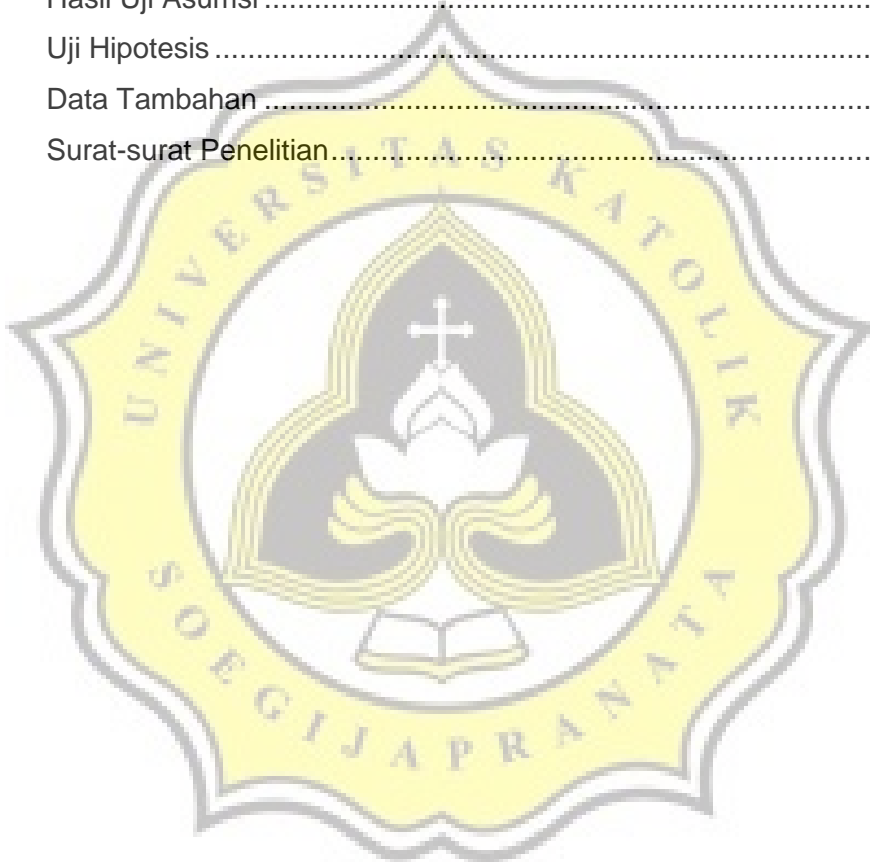 Hasil Uji Asumsi ........................................................................
Uji Hipotesis ..............................................................................
Data Tambahan ........................................................................
Surat-surat Penelitian................................................................
UNIVERSITAS KATOLIK
SOEGIJAPRANATA